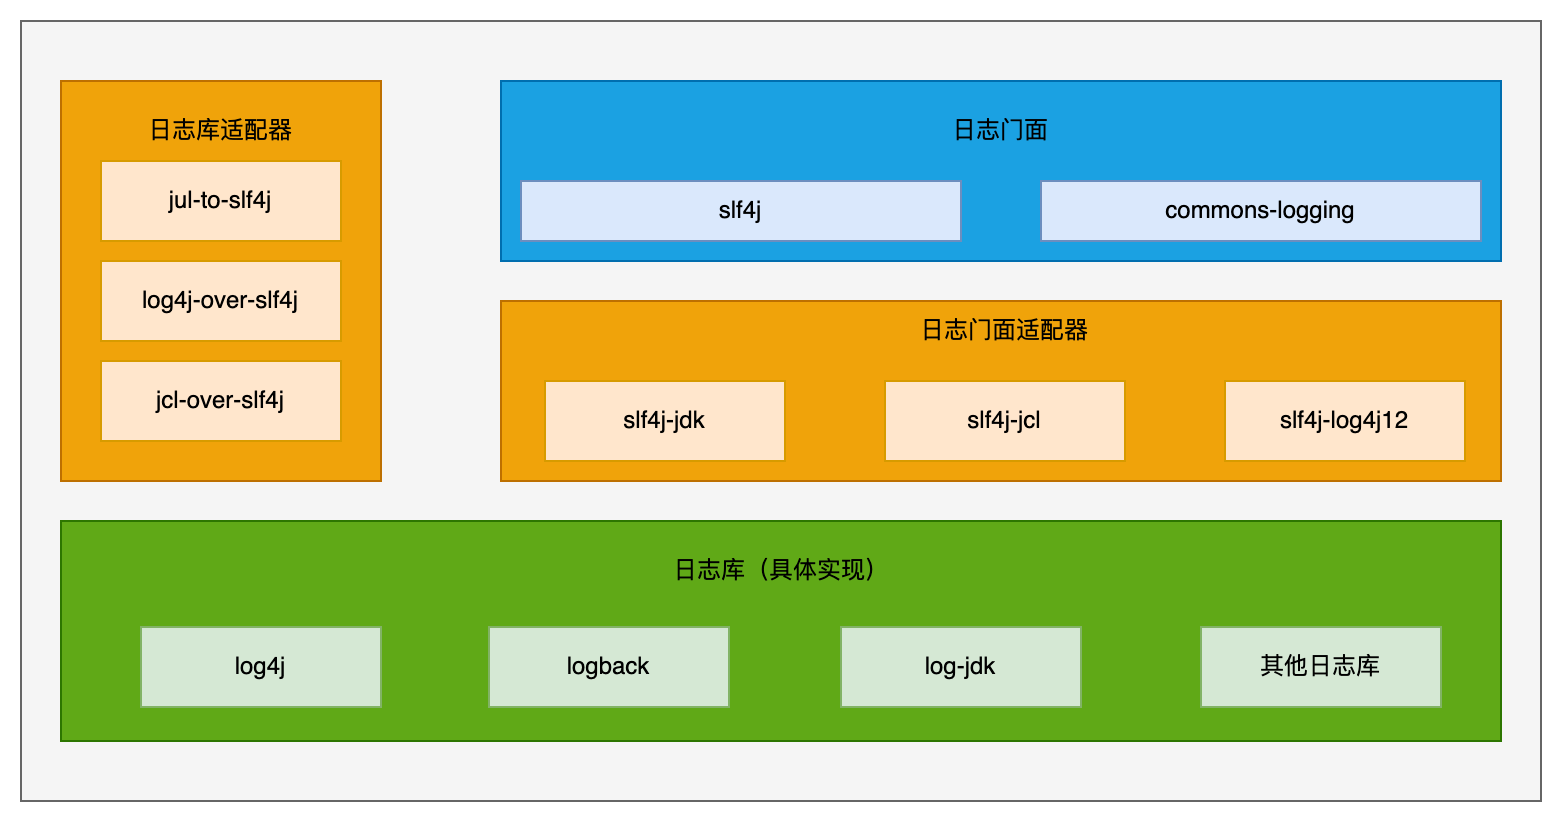 日志库适配器
jul-to-slf4j
log4j-over-slf4j
jcl-over-slf4j
日志门面
slf4j
commons-logging
日志门面适配器
slf4j-jdk
slf4j-jcl
slf4j-log4j12
日志库（具体实现）
log4j
logback
log-jdk
其他日志库